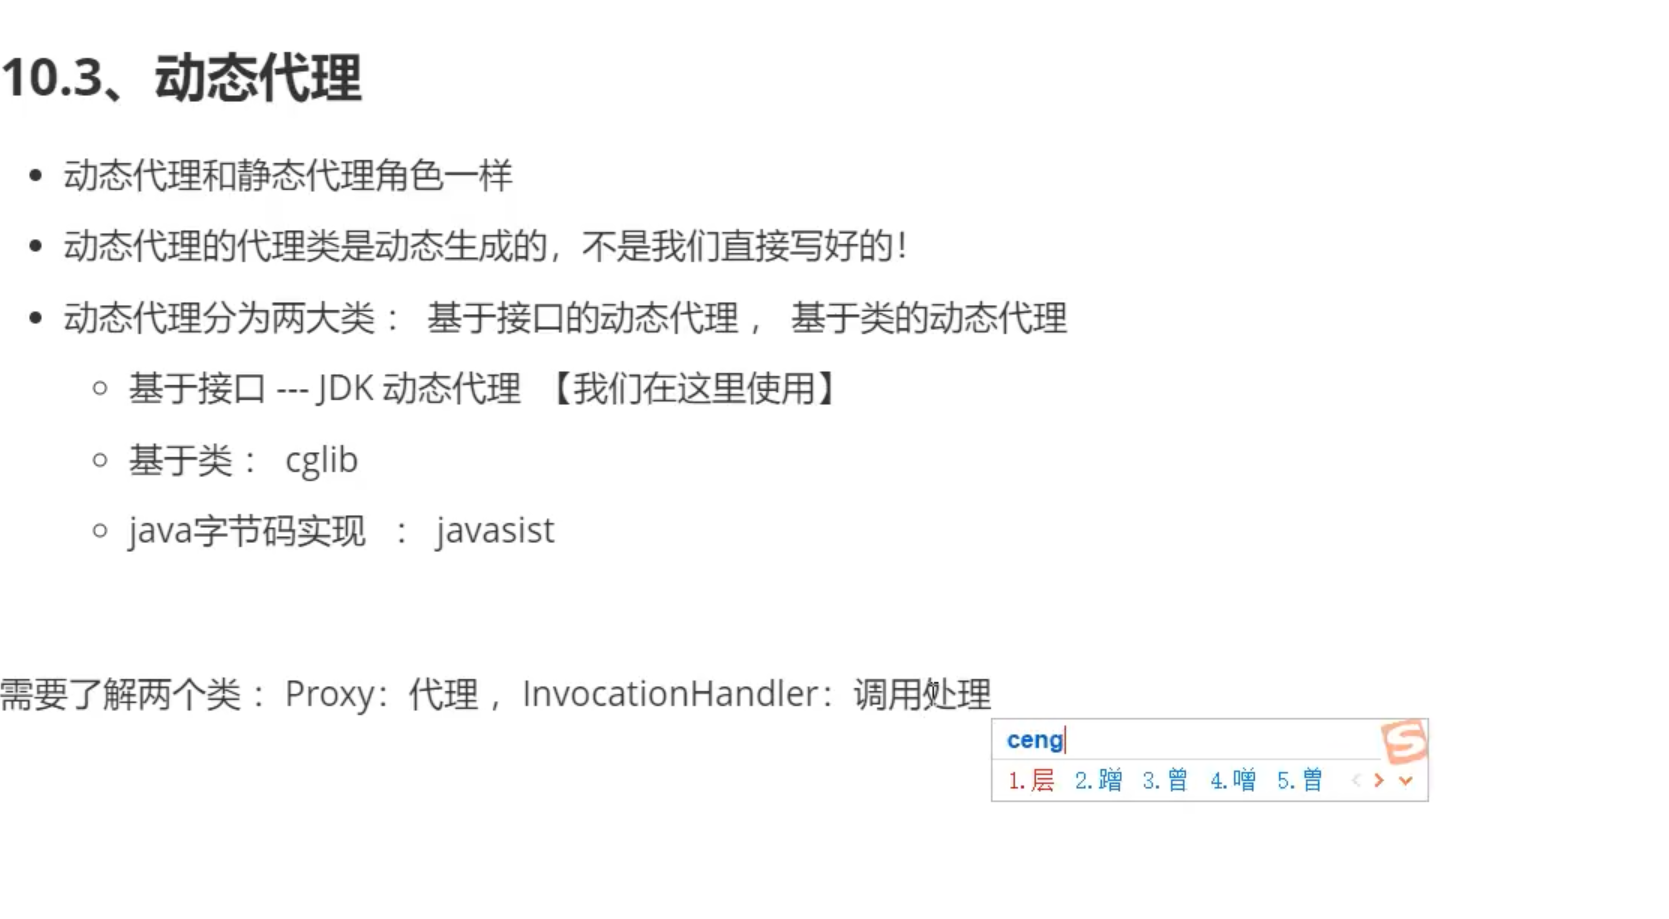 10.3、动态代理
动态代理和静态代理角色一样
动态代理的代理类是动态生成的，不是我们直接写好的！
动态代理分为两大类： 基于接口的动态代理， 基于类的动态代理
基于接口 --- JDK 动态代理 【我们在这里使用】
基于类： cglib
java字节码实现 ： javasist
需要了解两个类：Proxy：代理，InvocationHandler：调用处理
ceng
1.层 2.蹭 3.曾 4.噌 5.曽